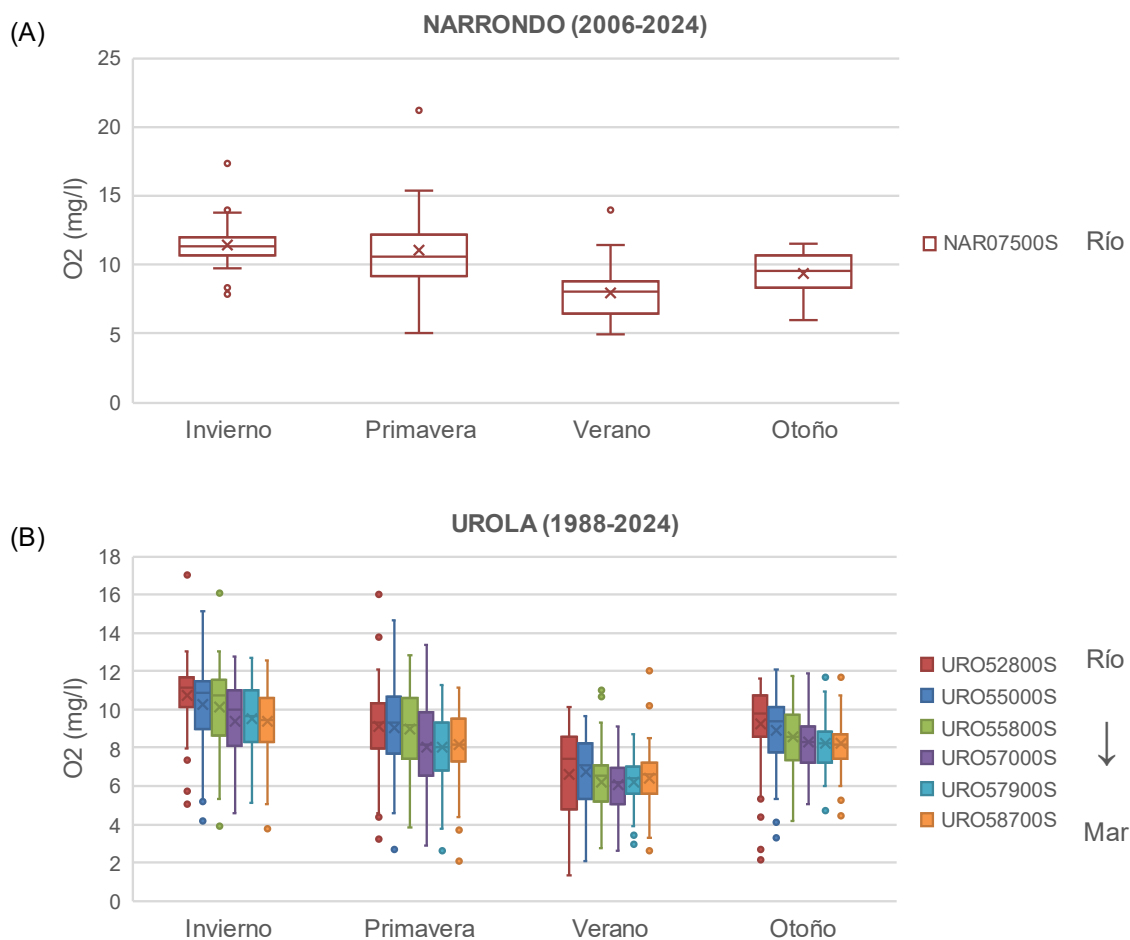 (A)
NARRONDO (2006-2024)
25
20
15
10
5
0
O2 (mg/l)
Invierno Primavera Verano Otoño
NAR07500S Río
(B)
UROLA (1988-2024)
18
16
14
12
10
8
6
4
2
0
O2 (mg/l)
Invierno Primavera Verano Otoño
URO52800S Río
URO55000S
URO55800S
URO57000S
URO57900S
URO58700S Mar